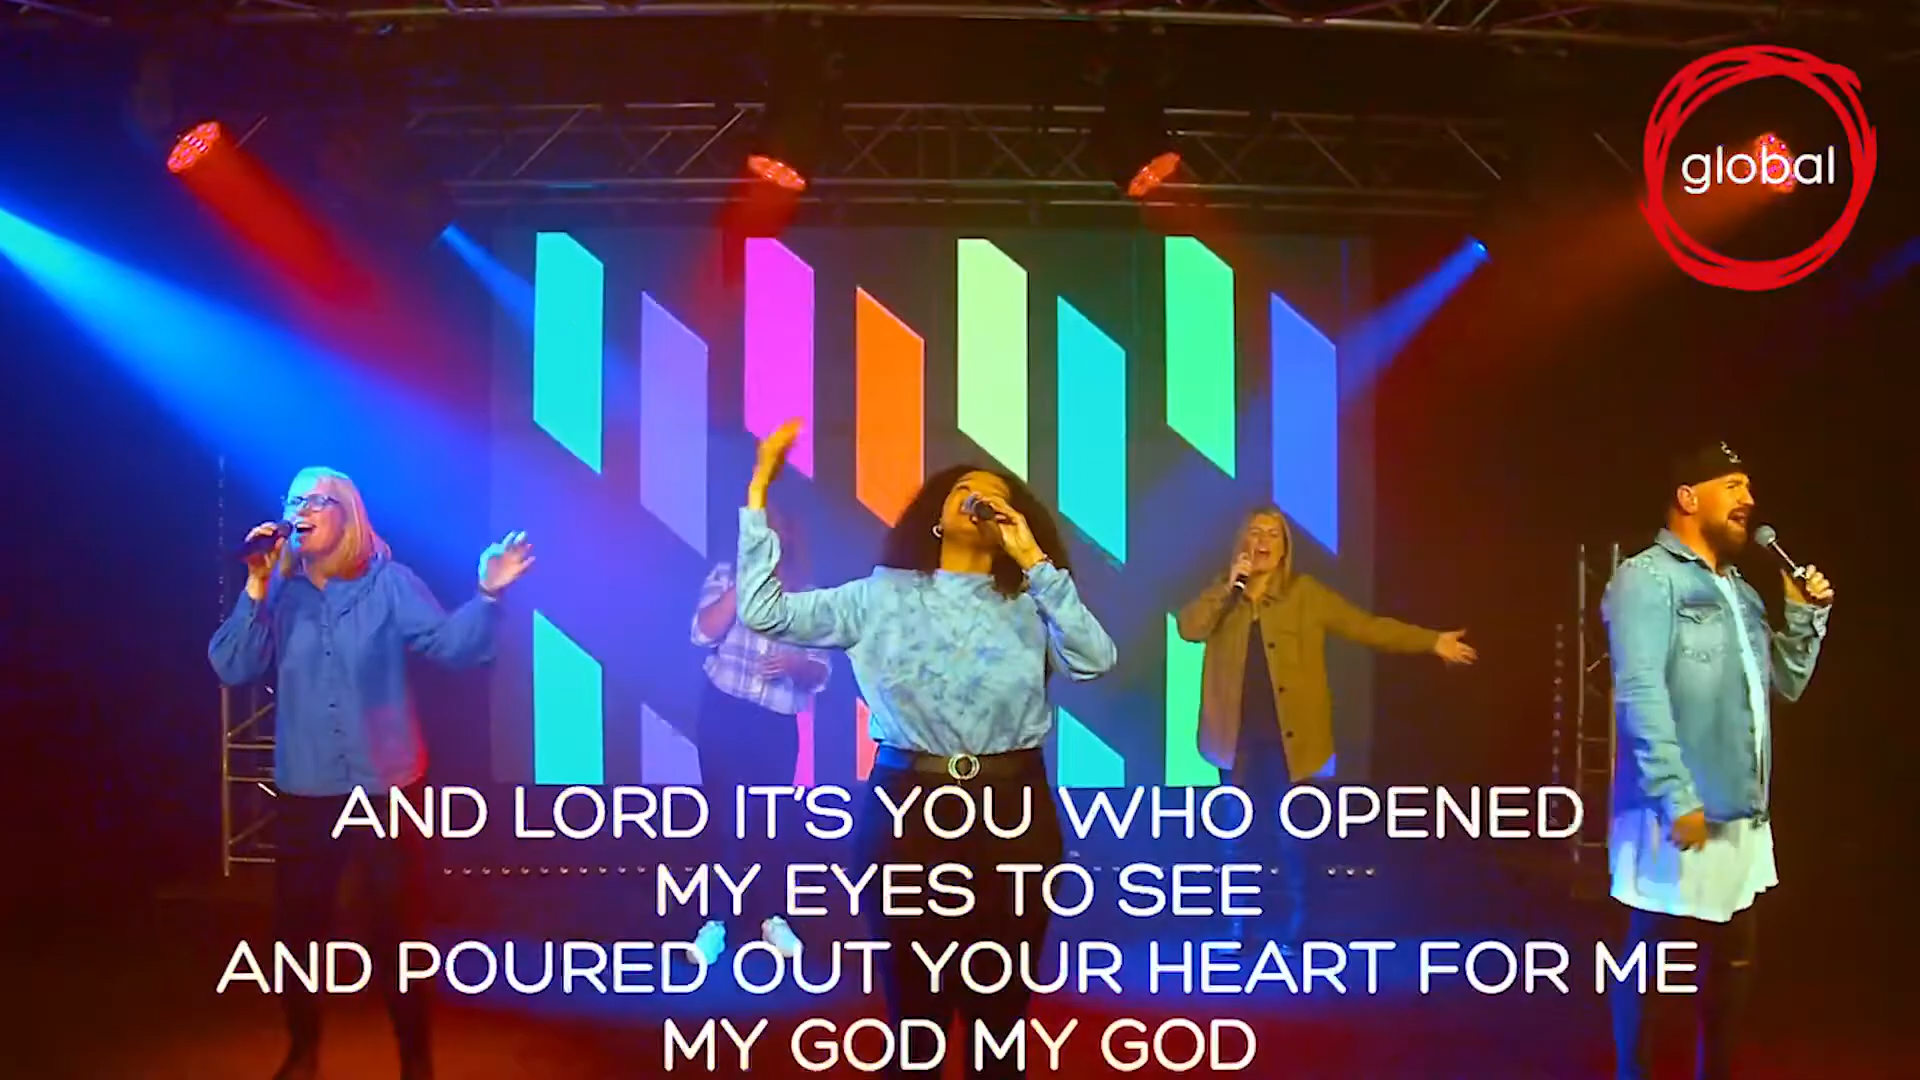 global
AND LORD IT'S YOU WHO OPENED
MY EYES TO SEE
AND POURED OUT YOUR HEART FOR ME
MY GOD MY GOD